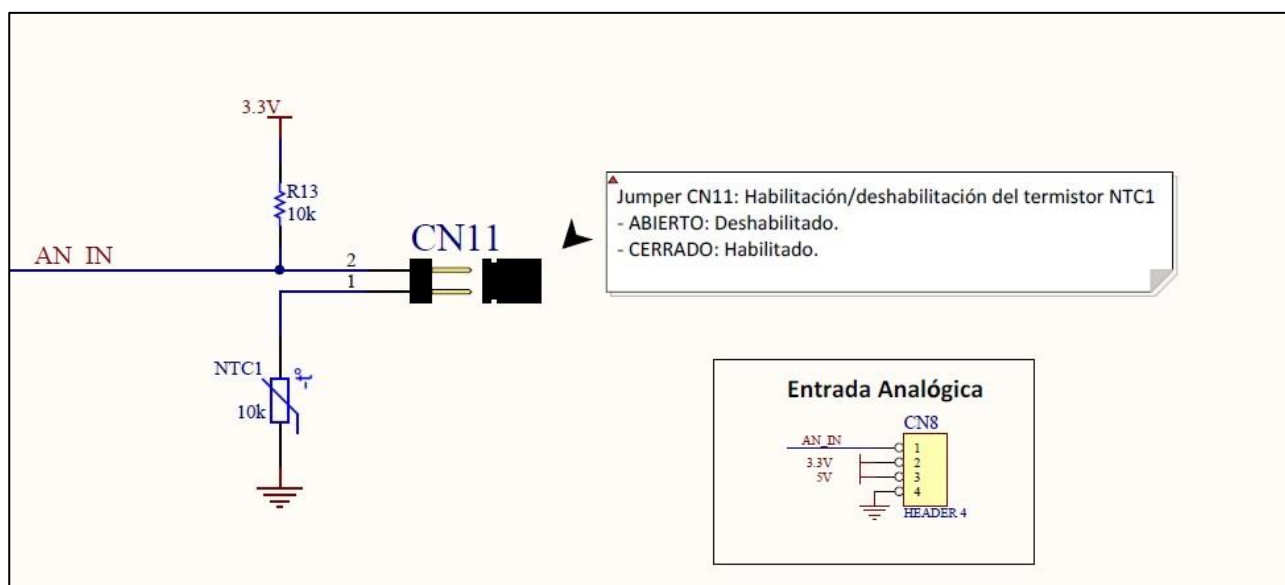 3.3V
R13
10k
AN_IN
CN11
2
1
Jumper CN11: Habilitación/deshabilitación del termistor NTC1
- ABIERTO: Deshabilitado.
- CERRADO: Habilitado.
NTC1
-t°
10k
Entrada Analógica
CN8
AN_IN
1
3.3V
2
5V
3
4
HEADER 4